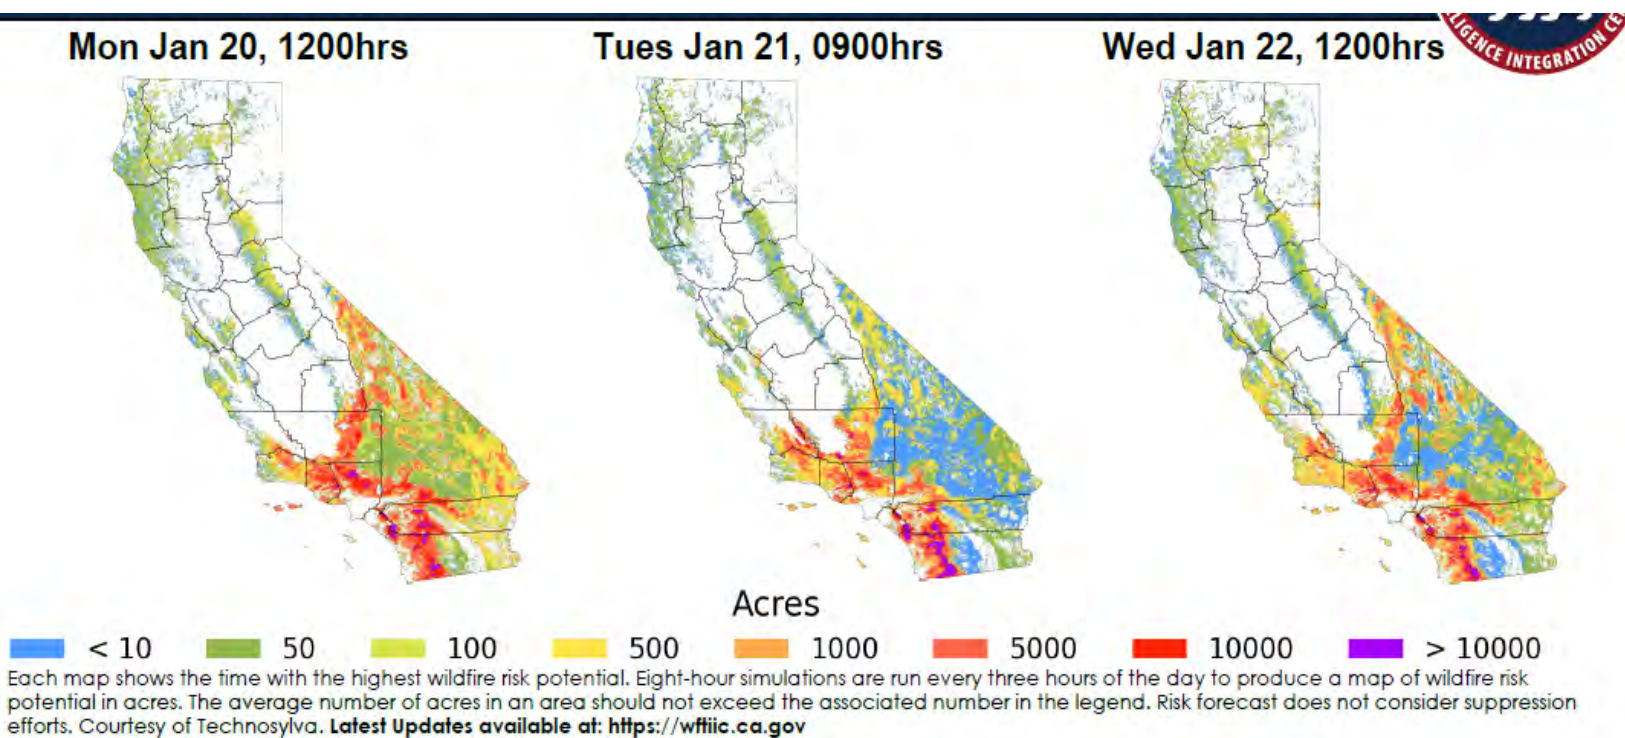 LIGENCE INTEGRATION CE
Mon Jan 20, 1200hrs
Tues Jan 21, 0900hrs
Wed Jan 22, 1200hrs
Acres
< 10
50
100
500
1000
5000
10000
> 10000
Each map shows the time with the highest wildfire risk potential. Eight-hour simulations are run every three hours of the day to produce a map of wildfire risk
potential in acres. The average number of acres in an area should not exceed the associated number in the legend. Risk forecast does not consider suppression
efforts. Courtesy of Technosylva. Latest Updates available at: https://wftiic.ca.gov